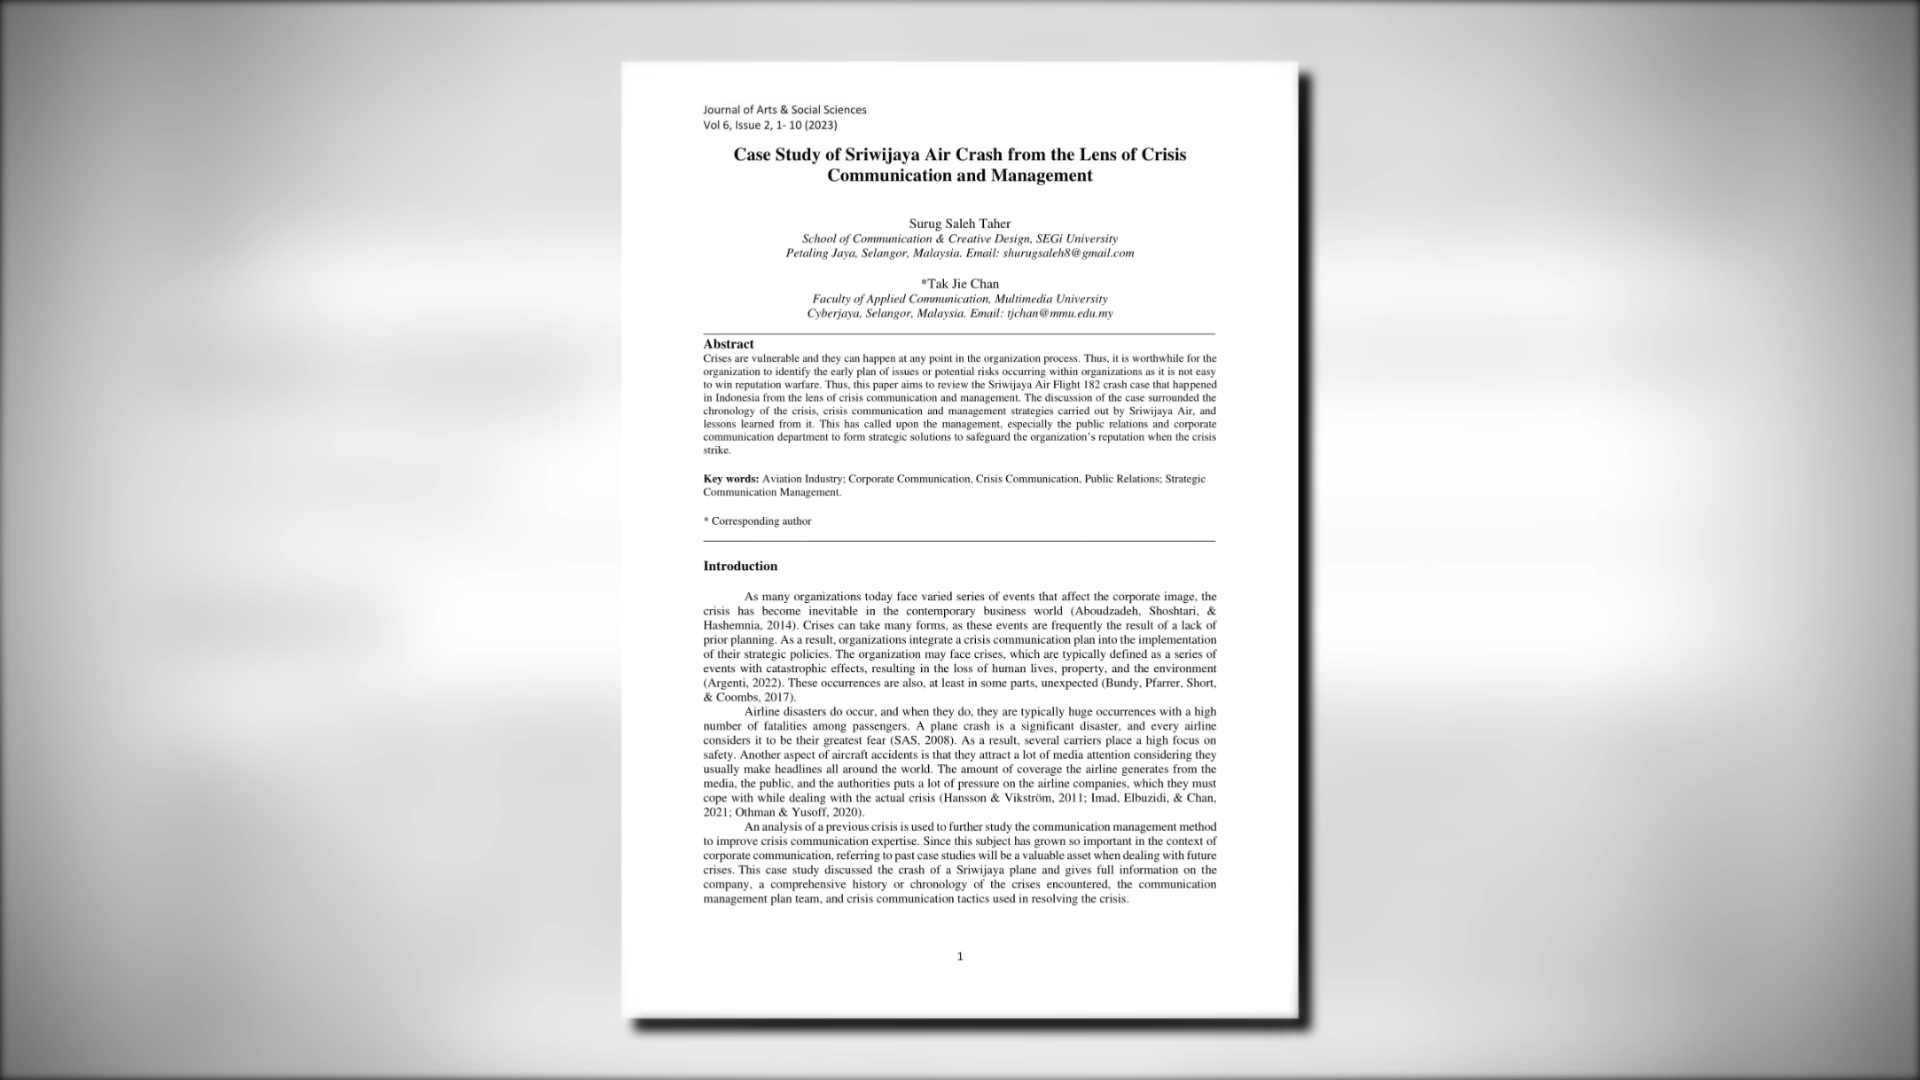 Journal of Arts & Social Sciences
Vol 6, Issue 2, 1- 10 (2023)
Case Study of Sriwijaya Air Crash from the Lens of Crisis
Communication and Management
Surug Saleh Taher
School of Communication & Creative Design, SEGi University
Petaling Jaya, Selangor, Malaysia. Email: shurugsaleh8@gmail.com
*Tak Jie Chan
Faculty of Applied Communication, Multimedia University
Cyberjaya, Selangor, Malaysia. Email: tjchan@mmu.edu.my
Abstract
Crises are vulnerable and they can happen at any point in the organization process. Thus, it is worthwhile for the
organization to identify the early plan of issues or potential risks occurring within organizations as it is not easy
to win reputation warfare. Thus, this paper aims to review the Sriwijaya Air Flight 182 crash case that happened
in Indonesia from the lens of crisis communication and management. The discussion of the case surrounded the
chronology of the crisis, crisis communication and management strategies carried out by Sriwijaya Air, and
lessons learned from it. This has called upon the management, especially the public relations and corporate
communication department to form strategic solutions to safeguard the organization's reputation when the crisis
strike.
Key words: Aviation Industry; Corporate Communication, Crisis Communication, Public Relations; Strategic
Communication Management.
* Corresponding author
Introduction
As many organizations today face varied series of events that affect the corporate image, the
crisis has become inevitable in the contemporary business world (Aboudzadeh, Shoshtari, &
Hashemnia, 2014). Crises can take many forms, as these events are frequently the result of a lack of
prior planning. As a result, organizations integrate a crisis communication plan into the implementation
of their strategic policies. The organization may face crises, which are typically defined as a series of
events with catastrophic effects, resulting in the loss of human lives, property, and the environment
(Argenti, 2022). These occurrences are also, at least in some parts, unexpected (Bundy, Pfarrer, Short,
& Coombs, 2017).
Airline disasters do occur, and when they do, they are typically huge occurrences with a high
number of fatalities among passengers. A plane crash is a significant disaster, and every airline
considers it to be their greatest fear (SAS, 2008). As a result, several carriers place a high focus on
safety. Another aspect of aircraft accidents is that they attract a lot of media attention considering they
usually make headlines all around the world. The amount of coverage the airline generates from the
media, the public, and the authorities puts a lot of pressure on the airline companies, which they must
cope with while dealing with the actual crisis (Hansson & Vikström, 2011; Imad, Elbuzidi, & Chan,
2021; Othman & Yusoff, 2020).
An analysis of a previous crisis is used to further study the communication management method
to improve crisis communication expertise. Since this subject has grown so important in the context of
corporate communication, referring to past case studies will be a valuable asset when dealing with future
crises. This case study discussed the crash of a Sriwijaya plane and gives full information on the
company, a comprehensive history or chronology of the crises encountered, the communication
management plan team, and crisis communication tactics used in resolving the crisis.
1